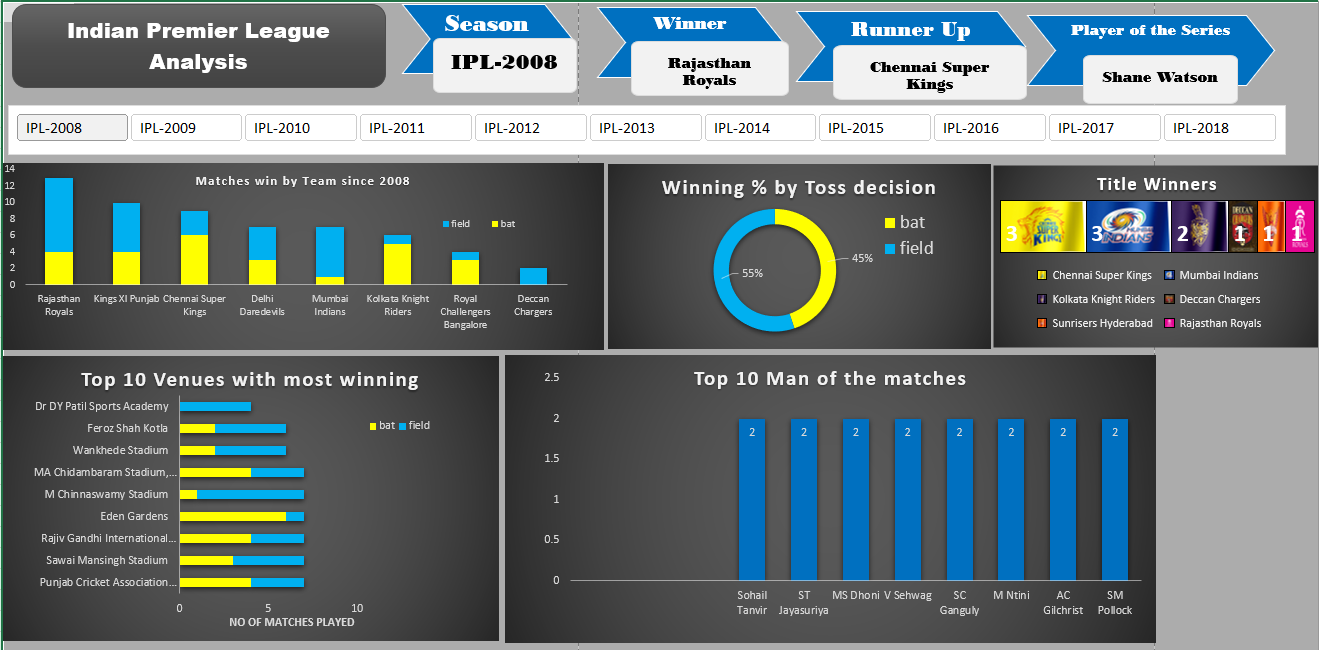 Indian Premier League
Analysis
Season
IPL-2008
Winner
Rajasthan
Royals
Runner Up
Chennai Super
Kings
Player of the Series
Shane Watson
IPL-2008
IPL-2009
IPL-2010
IPL-2011
IPL-2012
IPL-2013
IPL-2014
IPL-2015
IPL-2016
IPL-2017
IPL-2018
Matches win by Team since 2008
14
12
10
8
6
4
2
0
field
bat
Rajasthan
Royals
Kings XI Punjab
Chennai Super
Kings
Delhi
Daredevils
Mumbai
Indians
Kolkata Knight
Riders
Royal
Challengers
Bangalore
Deccan
Chargers
Winning % by Toss decision
bat
field
45%
55%
Title Winners
3
SUPER
KINGS
3
INDIANS
2
DECCAN
CHARGERS
1
1
1
ROYALS
Chennai Super Kings
Mumbai Indians
Kolkata Knight Riders
Deccan Chargers
Sunrisers Hyderabad
Rajasthan Royals
Top 10 Venues with most winning
bat
field
Dr DY Patil Sports Academy
Feroz Shah Kotla
Wankhede Stadium
MA Chidambaram Stadium,...
M Chinnaswamy Stadium
Eden Gardens
Rajiv Gandhi International...
Sawai Mansingh Stadium
Punjab Cricket Association...
0
5
10
NO OF MATCHES PLAYED
Top 10 Man of the matches
2.5
2
1.5
1
0.5
0
2
2
2
2
2
2
2
2
Sohail
Tanvir
ST
Jayasuriya
MS Dhoni
V Sehwag
SC
Ganguly
M Ntini
AC
Gilchrist
SM
Pollock